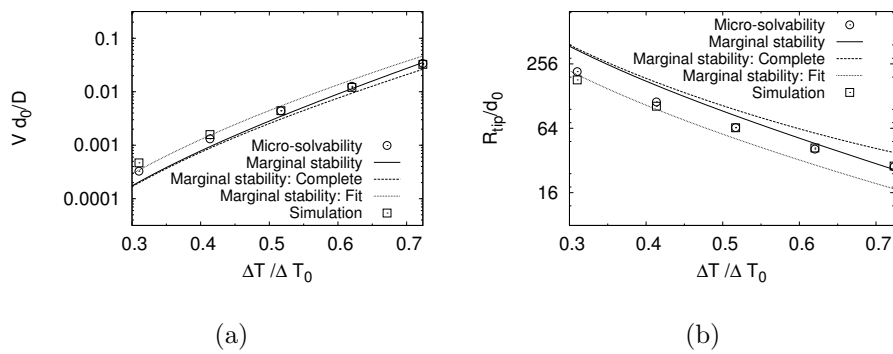 0.1
0.01
0.001
0.0001
V d0/D
Micro-solvability
Marginal stability
Marginal stability: Complete
Marginal stability: Fit
Simulation
0.3 0.4 0.5 0.6 0.7
ΔT /Δ T0
(a)
256
64
16
Rtip/d0
Micro-solvability
Marginal stability
Marginal stability: Complete
Marginal stability: Fit
Simulation
0.3 0.4 0.5 0.6 0.7
ΔT /Δ T0
(b)